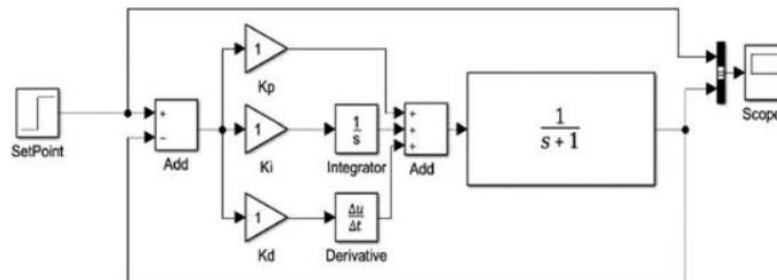 1
Kp
+
-
1
s
+
+
+
1
s + 1
SetPoint
Add
1
Ki
Integrator
Add
Scope
1
Δu
Δt
Kd
Derivative